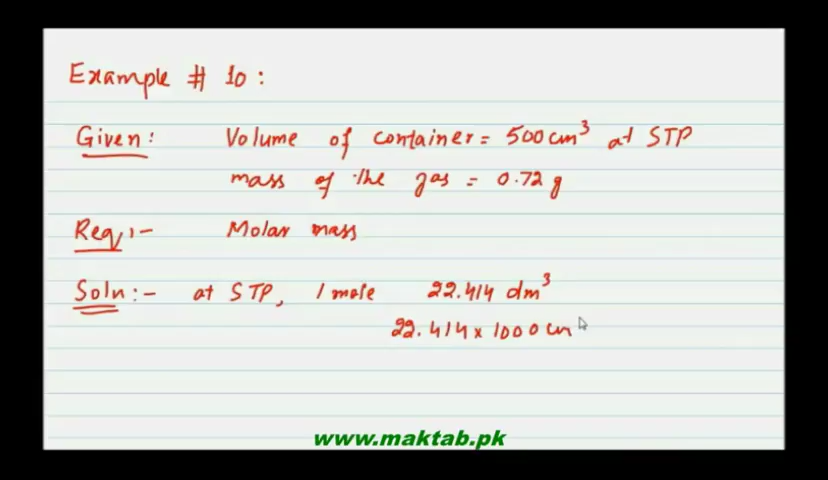 Example # 10 :
Given : Volume of container = 500 cm³ at STP
mass of the gas = 0.72 g
Req, :- Molar mass
Soln :- at STP, 1 mole 22.414 dm³
22.414 x 1000 cm
www.maktab.pk